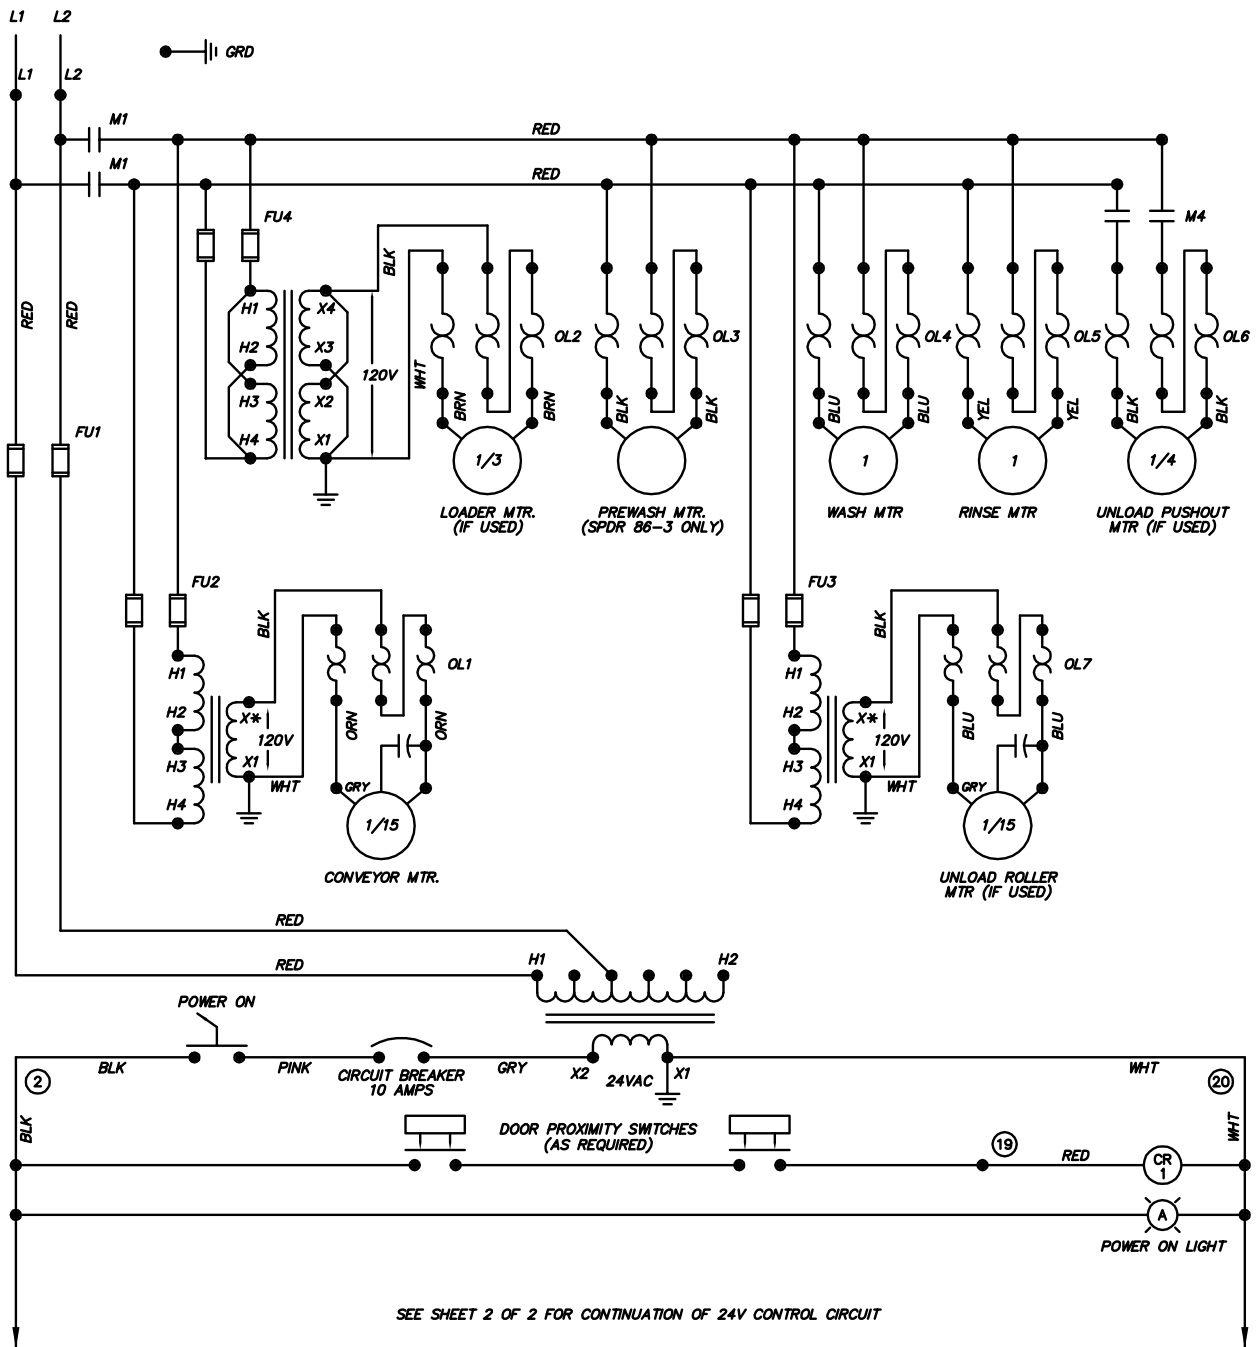 L1 L2
GRD
L1 L2
M1
RED
M1
RED
FU4
M4
BLK
RED RED
H1 X4
H2 X3
H3 X2
H4 X1
120V
WHT
OL2
OL3
OL4
OL5
OL6
BRN BRN
BLK BLK
BLU BLU
YEL YEL
BLK BLK
FU1
1/3
1
1
1/4
LOADER MTR.
(IF USED)
PREWASH MTR.
(SPDR 86-3 ONLY)
WASH MTR
RINSE MTR
UNLOAD PUSHOUT
MTR (IF USED)
FU2
FU3
BLK
BLK
OL1
OL7
H1
H2
H3
H4
X*
120V
X1
WHT
ORN ORN
GRY
1/15
CONVEYOR MTR.
H1
H2
H3
H4
X*
120V
X1
WHT
BLU BLU
GRY
1/15
UNLOAD ROLLER
MTR (IF USED)
RED
RED
H1 H2
POWER ON
BLK
PINK
CIRCUIT BREAKER
10 AMPS
GRY
X2 24VAC X1
WHT
2
20
BLK
WHT
DOOR PROXIMITY SWITCHES
(AS REQUIRED)
19
RED
CR
1
A
POWER ON LIGHT
SEE SHEET 2 OF 2 FOR CONTINUATION OF 24V CONTROL CIRCUIT